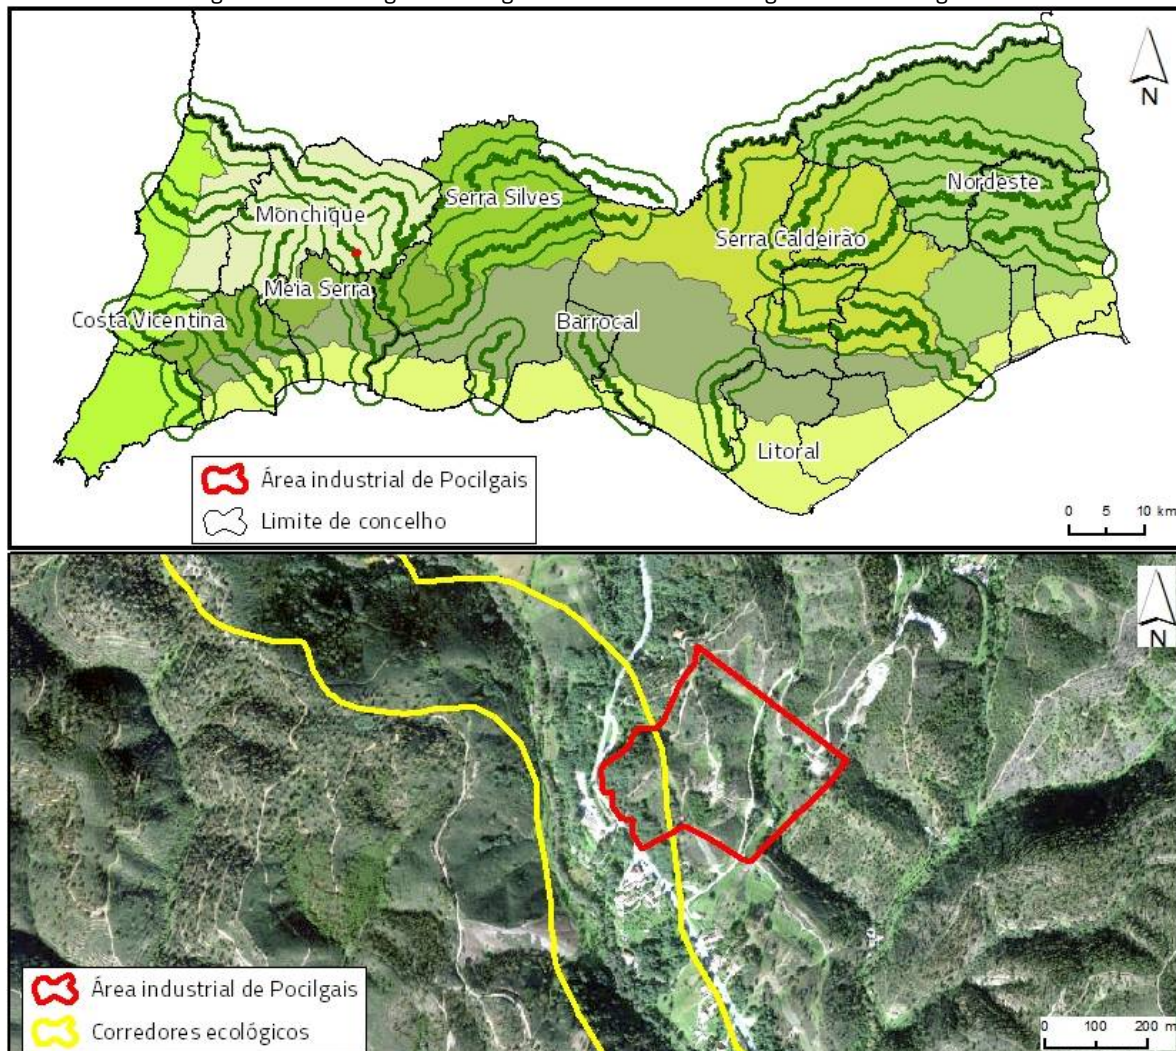 N
Serra Silves
Nordeste
Monchique
Serra Caldeirão
Meia Serra
Costa Vicentina
Barrocal
Litoral
Área industrial de Pocilgais
Limite de concelho
0 5 10 km
N
Área industrial de Pocilgais
Corredores ecológicos
0 100 200 m